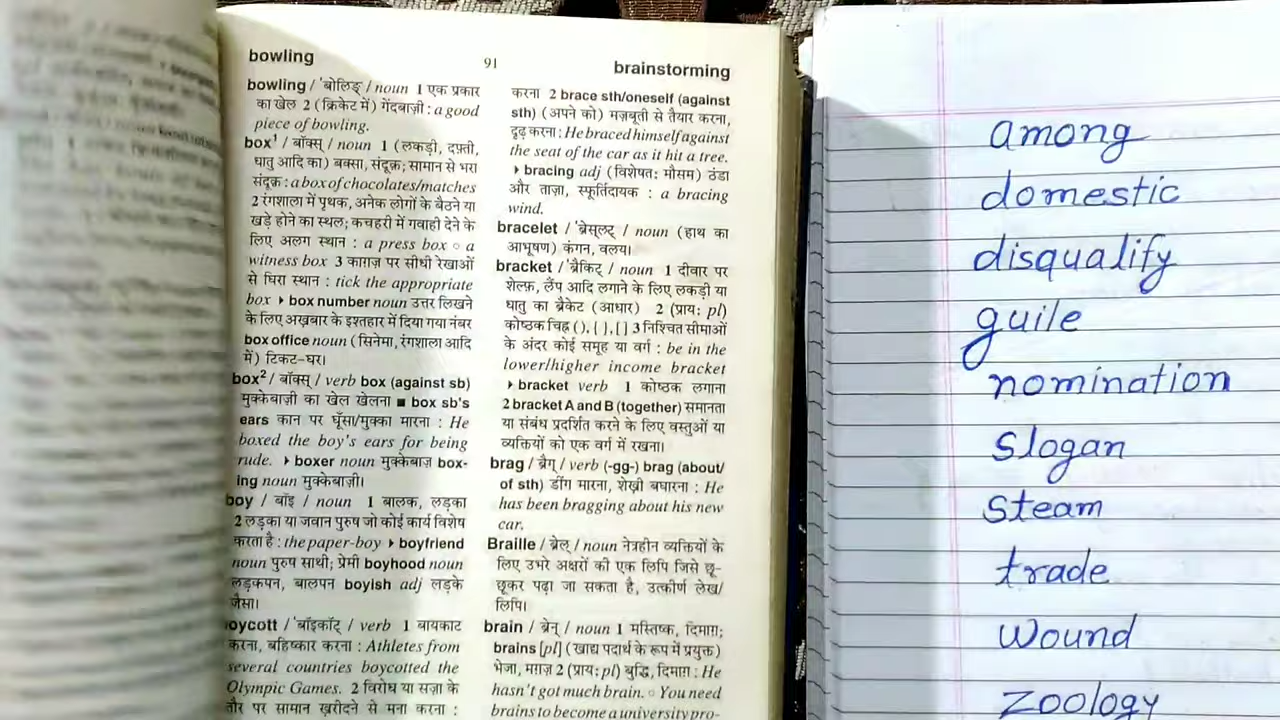 bowling 91 brainstorming
bowling / 'बोलिङ् / noun 1 एक प्रकार
का खेल 2 (क्रिकेट में) गेंदबाज़ी : a good
piece of bowling.
box¹ / बॉक्स् / noun 1 (लकड़ी, दफ़्ती,
धातु आदि का) बक्सा, संदूक़; सामान से भरा
संदूक़ : a box of chocolates/matches
2 रंगशाला में पृथक, अनेक लोगों के बैठने या
खड़े होने का स्थल; कचहरी में गवाही देने के
लिए अलग स्थान : a press box ○ a
witness box 3 काग़ज़ पर सीधी रेखाओं
से घिरा स्थान : tick the appropriate
box ▸ box number noun उत्तर लिखने
के लिए अख़बार के इश्तहार में दिया गया नंबर
box office noun (सिनेमा, रंगशाला आदि
में) टिकट-घर।
box² / बॉक्स् / verb box (against sb)
मुक्केबाज़ी का खेल खेलना ■ box sb's
ears कान पर घूँसा/मुक्का मारना : He
boxed the boy's ears for being
rude. ▸ boxer noun मुक्केबाज़ box-
ing noun मुक्केबाज़ी।
boy / बॉइ / noun 1 बालक, लड़का
2 लड़का या जवान पुरुष जो कोई कार्य विशेष
करता है : the paper-boy ▸ boyfriend
noun पुरुष साथी; प्रेमी boyhood noun
लड़कपन, बालपन boyish adj लड़के
जैसा।
boycott / 'बॉइकॉट् / verb 1 बायकाट
करना, बहिष्कार करना : Athletes from
several countries boycotted the
Olympic Games. 2 विरोध या सज़ा के
तौर पर सामान ख़रीदने से मना करना :
करना 2 brace sth/oneself (against
sth) (अपने को) मज़बूती से तैयार करना,
दृढ़ करना : He braced himself against
the seat of the car as it hit a tree.
▸ bracing adj (विशेषत: मौसम) ठंडा
और ताज़ा, स्फूर्तिदायक : a bracing
wind.
bracelet / 'ब्रेस्लट् / noun (हाथ का
आभूषण) कंगन, वलय।
bracket / 'ब्रैकिट् / noun 1 दीवार पर
शेल्फ़, लैंप आदि लगाने के लिए लकड़ी या
धातु का ब्रैकेट (आधार) 2 (प्राय: pl)
कोष्ठक चिह्न ( ), { }, [ ] 3 निश्चित सीमाओं
के अंदर कोई समूह या वर्ग : be in the
lower/higher income bracket
▸ bracket verb 1 कोष्ठक लगाना
2 bracket A and B (together) समानता
या संबंध प्रदर्शित करने के लिए वस्तुओं या
व्यक्तियों को एक वर्ग में रखना।
brag / ब्रैग् / verb (-gg-) brag (about/
of sth) डींग मारना, शेख़ी बघारना : He
has been bragging about his new
car.
Braille / ब्रेल् / noun नेत्रहीन व्यक्तियों के
लिए उभरे अक्षरों की एक लिपि जिसे छू-
छूकर पढ़ा जा सकता है, उत्कीर्ण लेख/
लिपि।
brain / ब्रेन् / noun 1 मस्तिष्क, दिमाग़;
brains [pl] (खाद्य पदार्थ के रूप में प्रयुक्त)
भेजा, मग़ज़ 2 (प्राय: pl) बुद्धि, दिमाग़ : He
hasn't got much brain. ○ You need
brains to become a university pro-
among
domestic
disqualify
guile
nomination
Slogan
Steam
trade
Wound
Zoology